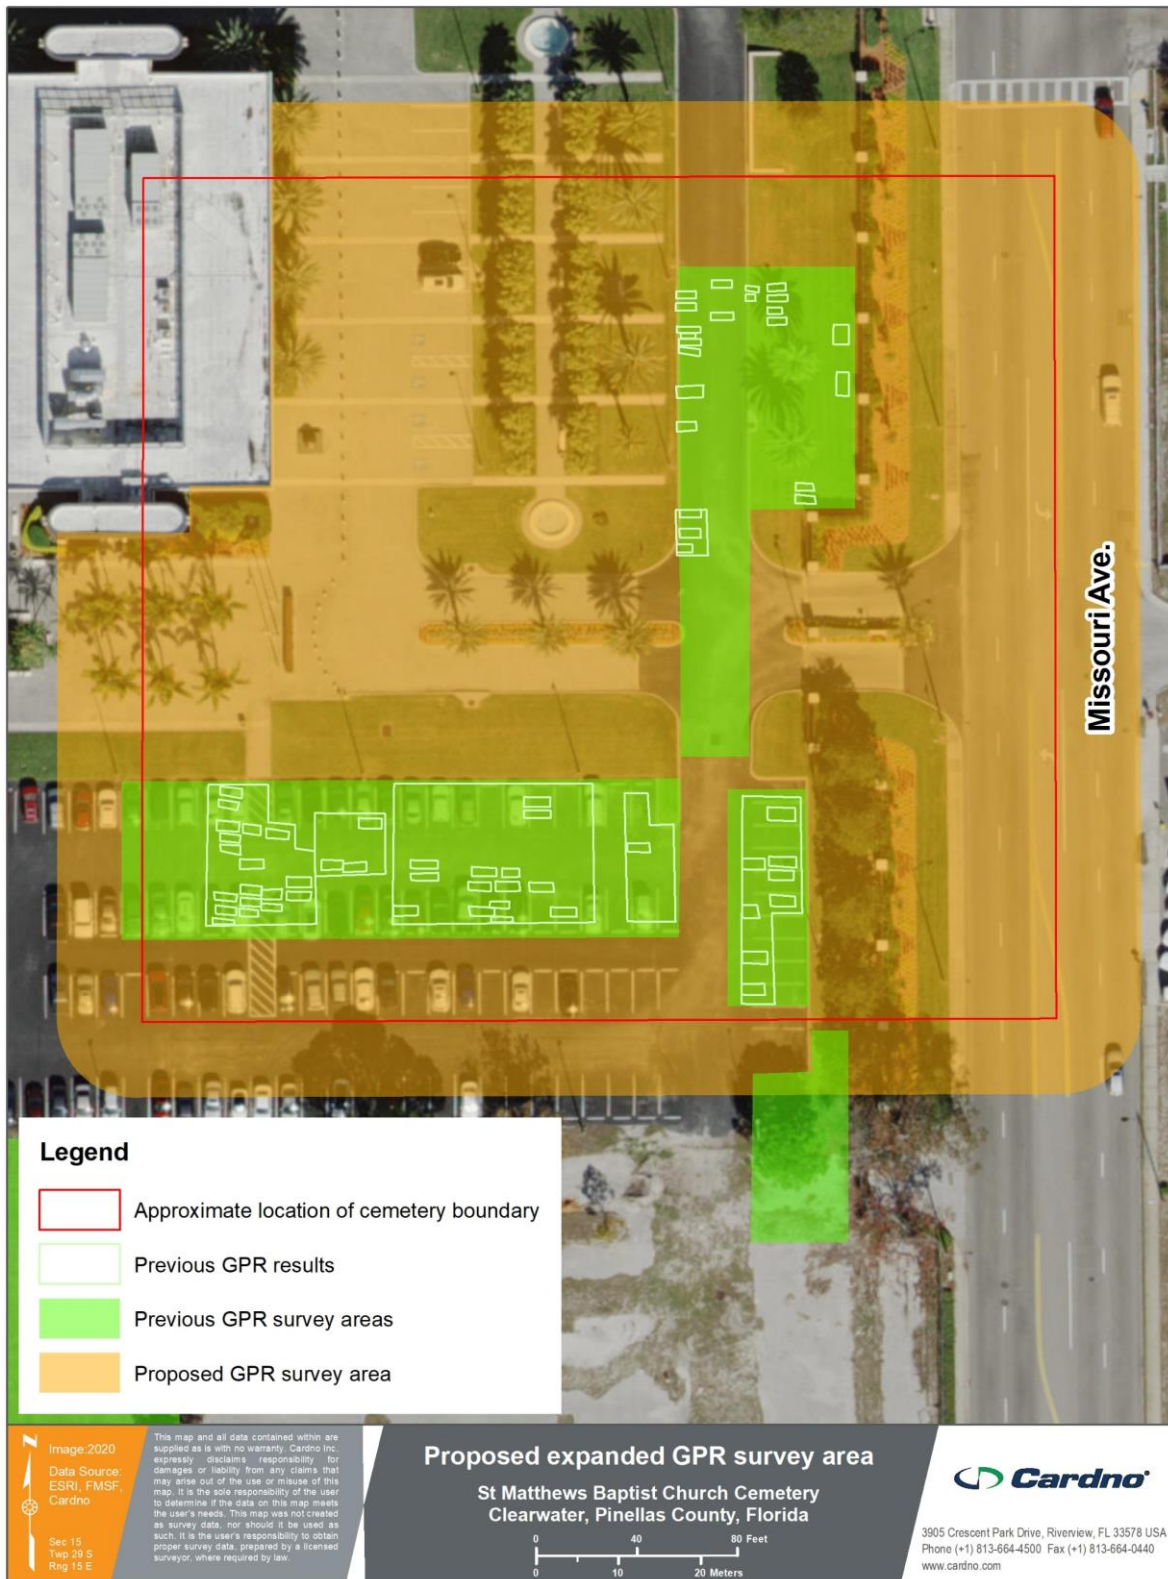 Missouri Ave.
Legend
Approximate location of cemetery boundary
Previous GPR results
Previous GPR survey areas
Proposed GPR survey area
N
Image:2020
Data Source:
ESRI, FMSF,
Cardno
Sec 15
Twp 29 S
Rng 15 E
This map and all data contained within are
supplied as is with no warranty. Cardno Inc.
expressly disclaims responsibility for
damages or liability from any claims that
may arise out of the use or misuse of this
map. It is the sole responsibility of the user
to determine if the data on this map meets
the user's needs. This map was not created
as survey data, nor should it be used as
such. It is the user's responsibility to obtain
proper survey data, prepared by a licensed
surveyor, where required by law.
Proposed expanded GPR survey area
St Matthews Baptist Church Cemetery
Clearwater, Pinellas County, Florida
0 40 80 Feet
0 10 20 Meters
Cardno®
3905 Crescent Park Drive, Riverview, FL 33578 USA
Phone (+1) 813-664-4500 Fax (+1) 813-664-0440
www.cardno.com